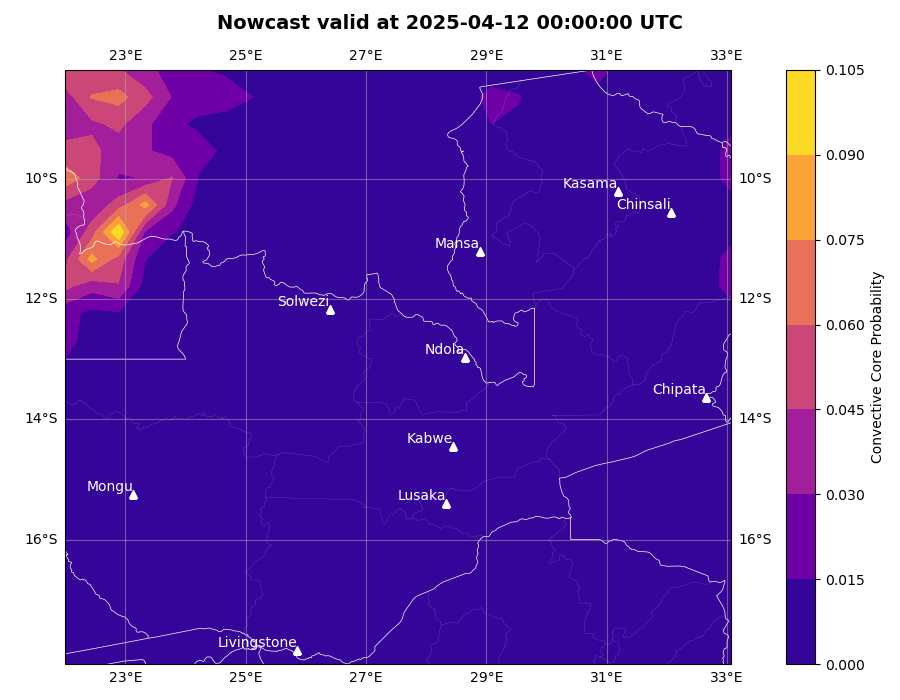 Nowcast valid at 2025-04-12 00:00:00 UTC
23°E 25°E 27°E 29°E 31°E 33°E
0.105
0.090
10°S 10°S
Kasama
Chinsali
0.075
Mansa
12°S 12°S
Solwezi
0.060
Ndola
Chipata
0.045
14°S 14°S
Kabwe
Mongu
Lusaka
0.030
16°S 16°S
0.015
Livingstone
0.000
23°E 25°E 27°E 29°E 31°E 33°E
Convective Core Probability